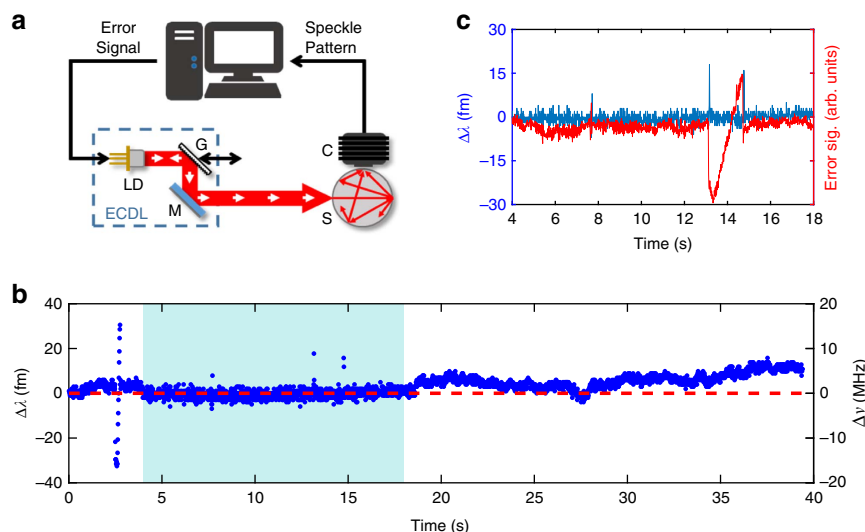 a
Error
Signal
Speckle
Pattern
G
C
LD
M
S
ECDL
c
30
15
0
−15
−30
Δλ (fm)
Error sig. (arb. units)
4 6 8 10 12 14 16 18
Time (s)
b
40
20
0
−20
−40
Δλ (fm)
20
10
0
−10
−20
Δν (MHz)
0 5 10 15 20 25 30 35 40
Time (s)